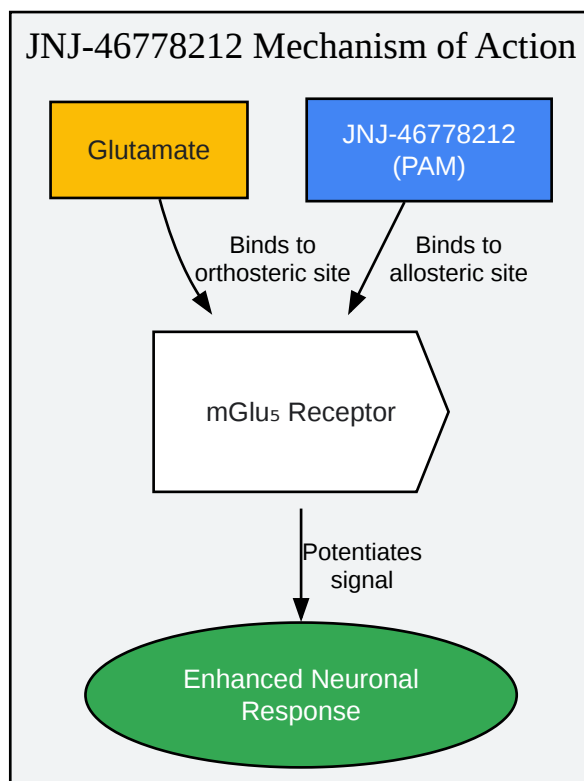 JNJ-46778212 Mechanism of Action
Glutamate
JNJ-46778212
(PAM)
Binds to
orthosteric site
Binds to
allosteric site
mGlu₅ Receptor
Potentiates
signal
Enhanced Neuronal
Response